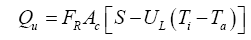 Q_u = F_R A_c [S − U_L (T_i − T_a)]